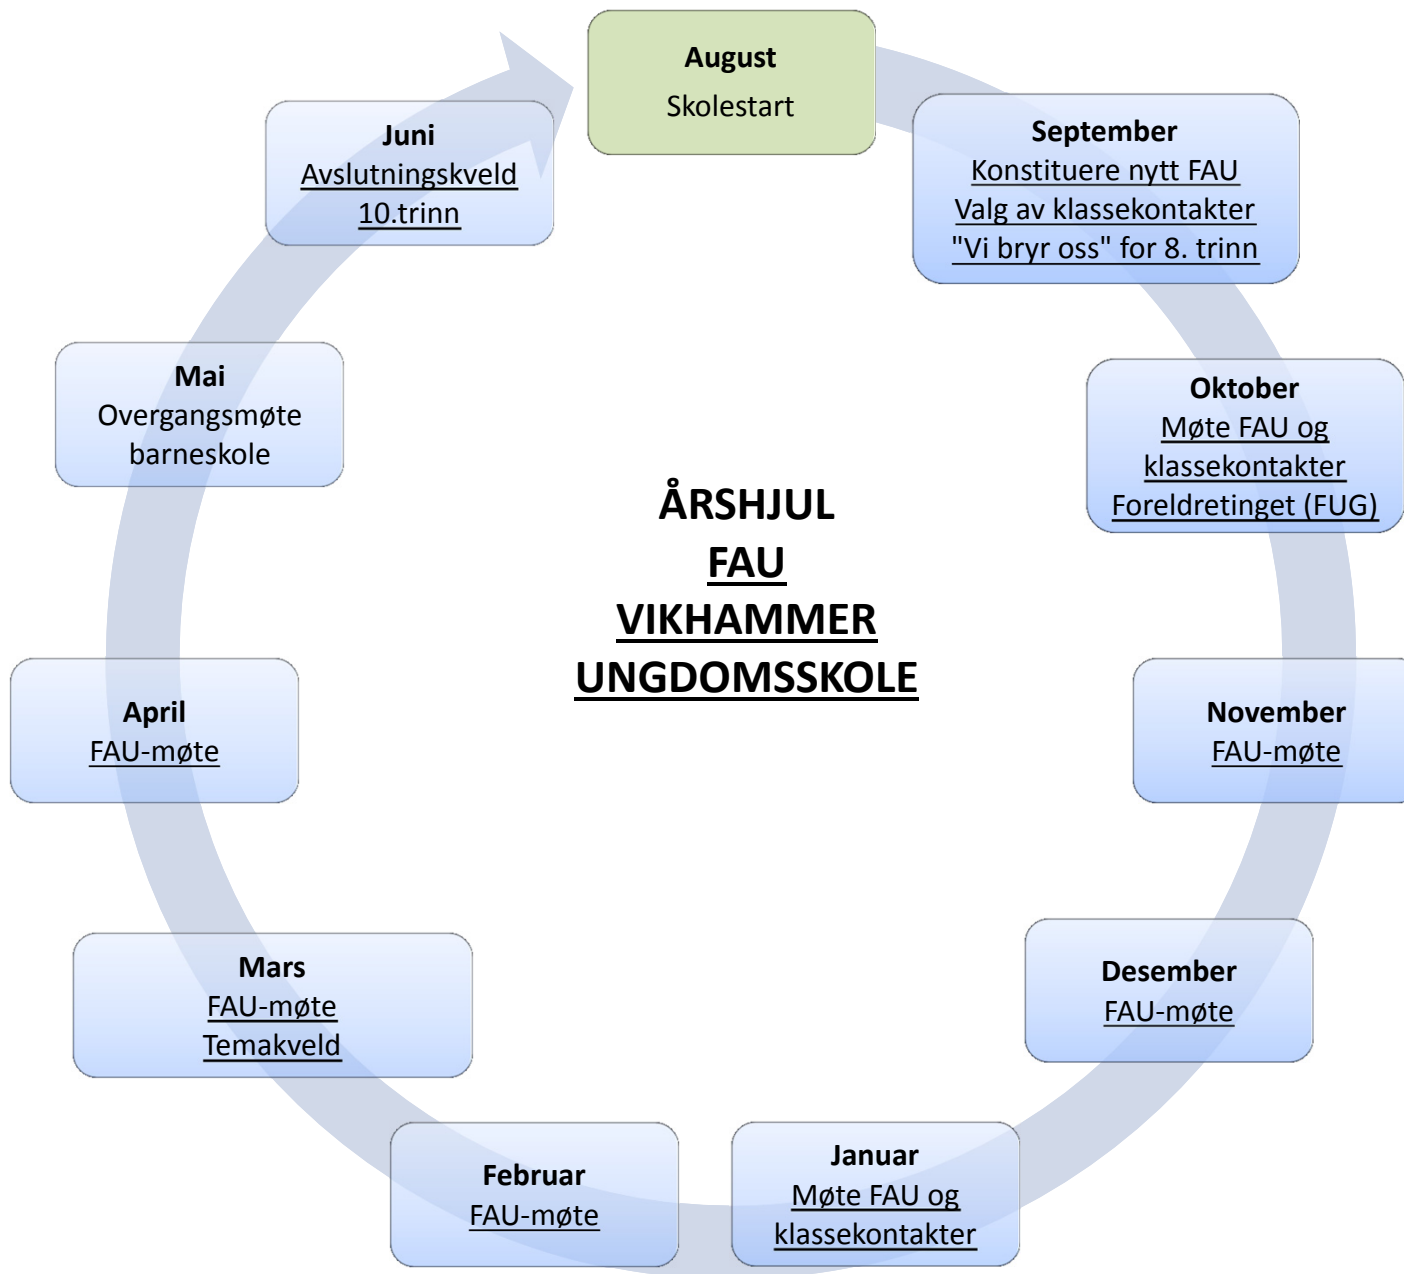 August
Skolestart
September
Konstituere nytt FAU
Valg av klassekontakter
"Vi bryr oss" for 8. trinn
Oktober
Møte FAU og
klassekontakter
Foreldretinget (FUG)
November
FAU-møte
Desember
FAU-møte
Januar
Møte FAU og
klassekontakter
Februar
FAU-møte
Mars
FAU-møte
Temakveld
April
FAU-møte
Mai
Overgangsmøte
barneskole
Juni
Avslutningskveld
10.trinn
ÅRSHJUL
FAU
VIKHAMMER
UNGDOMSSKOLE